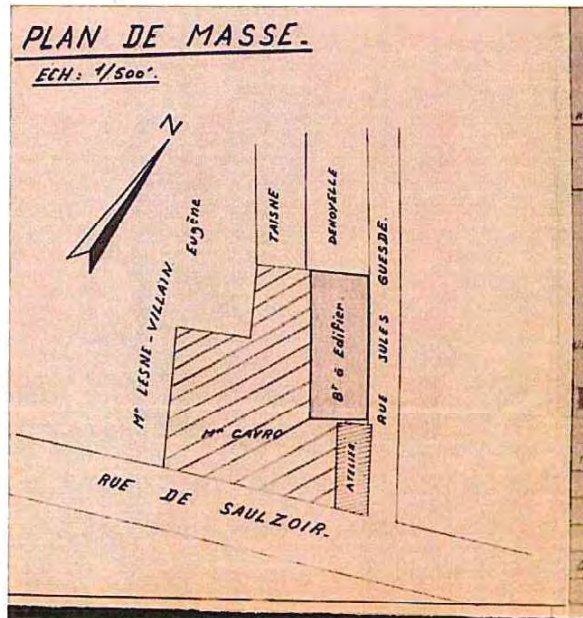 PLAN DE MASSE.
ECH: 1/500e.
N
Mr LESNE-VILLAIN Eugène
TAISNE
DENOYELLE
RUE JULES GUESDE.
Bt à Edifier.
Mr CAVRO
ATELIER
RUE DE SAULZOIR.